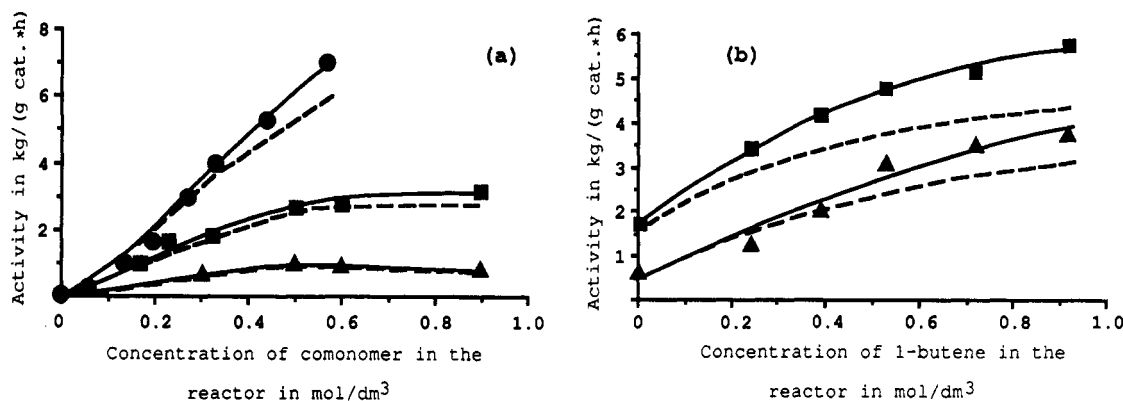 Activity in kg/(g cat.*h)
8
6
4
2
0
0.2
0.4
0.6
0.8
1.0
(a)
Concentration of comonomer in the
reactor in mol/dm³
Activity in kg/(g cat.*h)
6
5
4
3
2
1
0
0.2
0.4
0.6
0.8
1.0
(b)
Concentration of 1-butene in the
reactor in mol/dm³